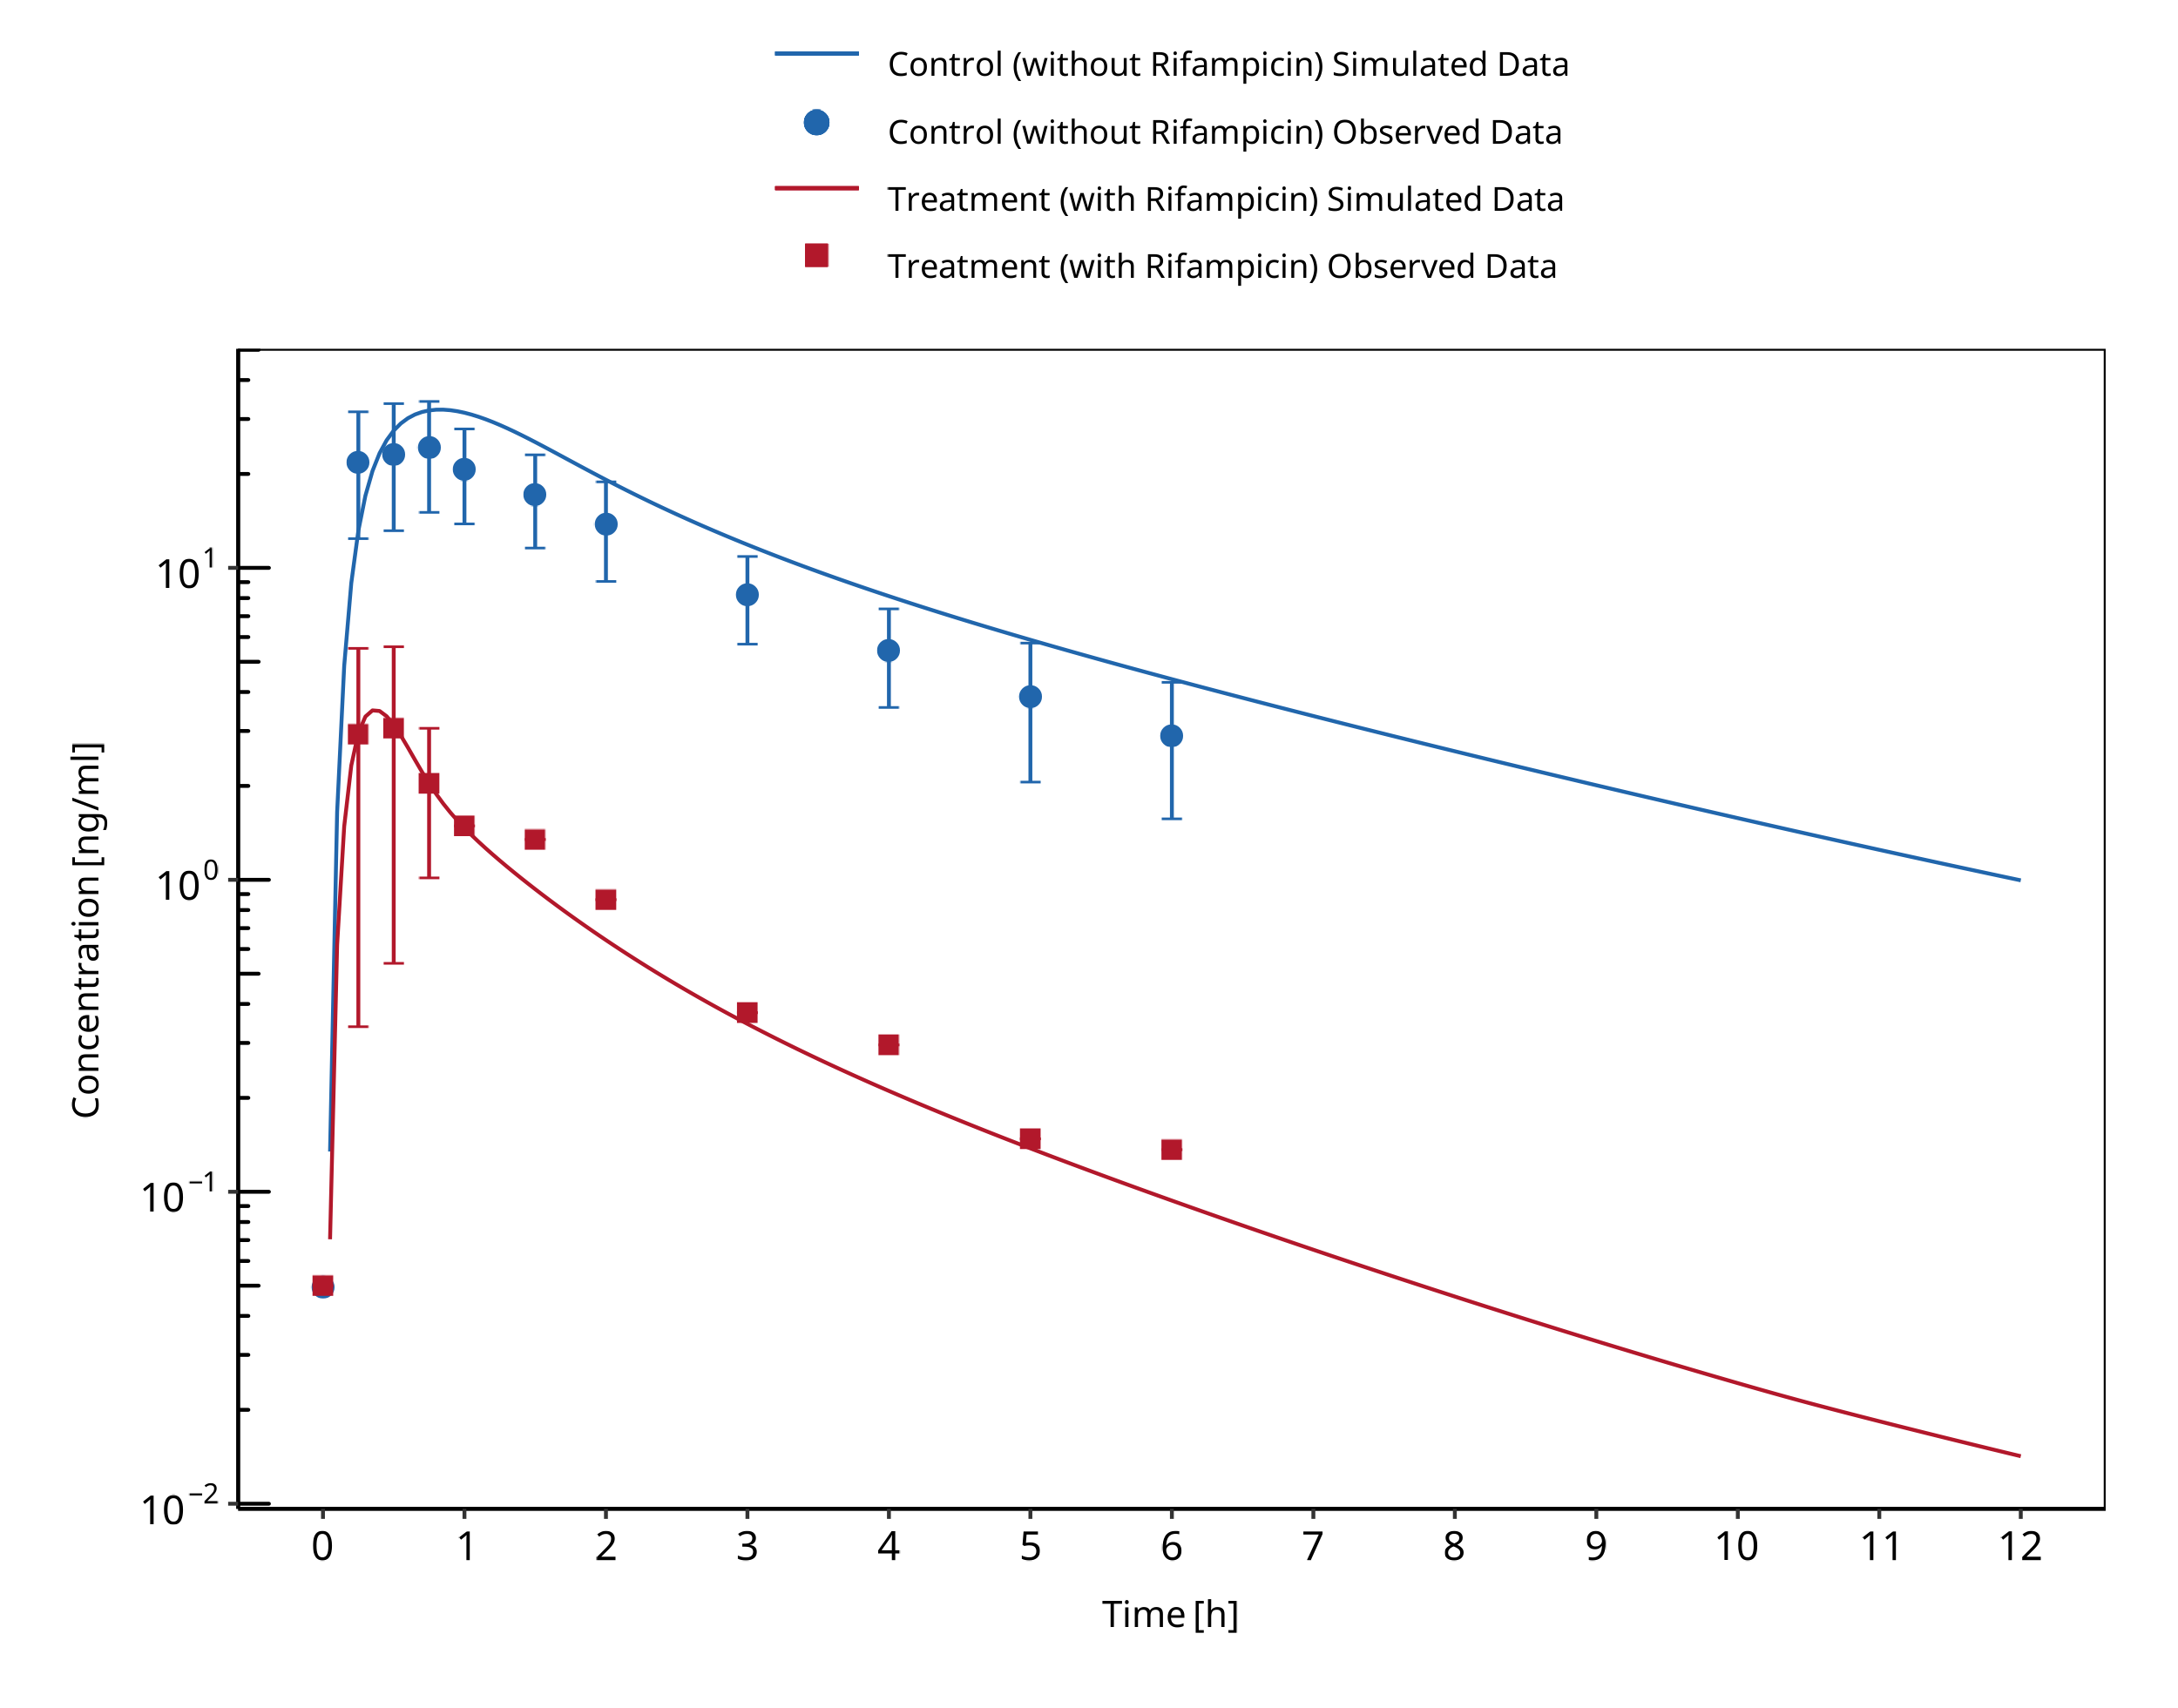 Control (without Rifampicin) Simulated Data
Control (without Rifampicin) Observed Data
Treatment (with Rifampicin) Simulated Data
Treatment (with Rifampicin) Observed Data
Concentration [ng/ml]
10¹
10⁰
10⁻¹
10⁻²
0 1 2 3 4 5 6 7 8 9 10 11 12
Time [h]